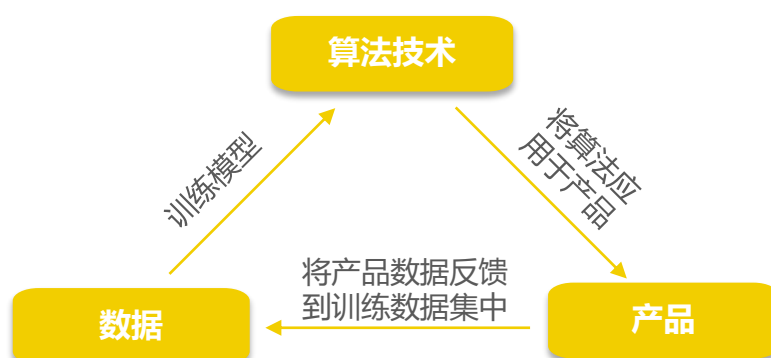 算法技术
训练模型
将算法应
用于产品
将产品数据反馈
到训练数据集中
数据
产品